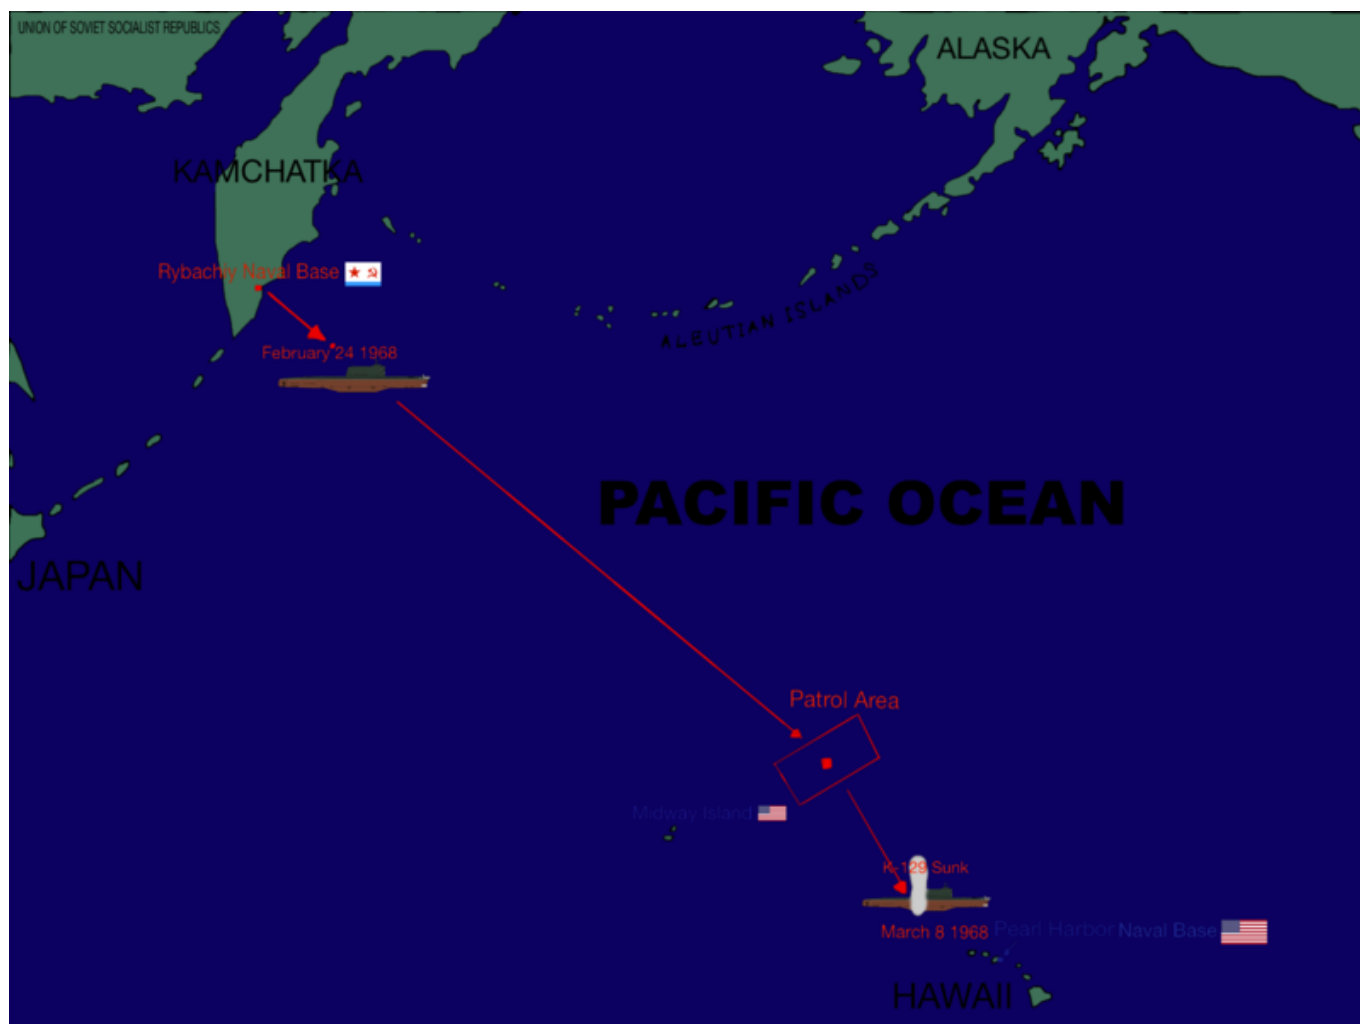 UNION OF SOVIET SOCIALIST REPUBLICS
ALASKA
KAMCHATKA
Rybachiy Naval Base
ALEUTIAN ISLANDS
February 24 1968
PACIFIC OCEAN
JAPAN
Patrol Area
Midway Island
K-129 Sunk
March 8 1968
Pearl Harbor Naval Base
HAWAII